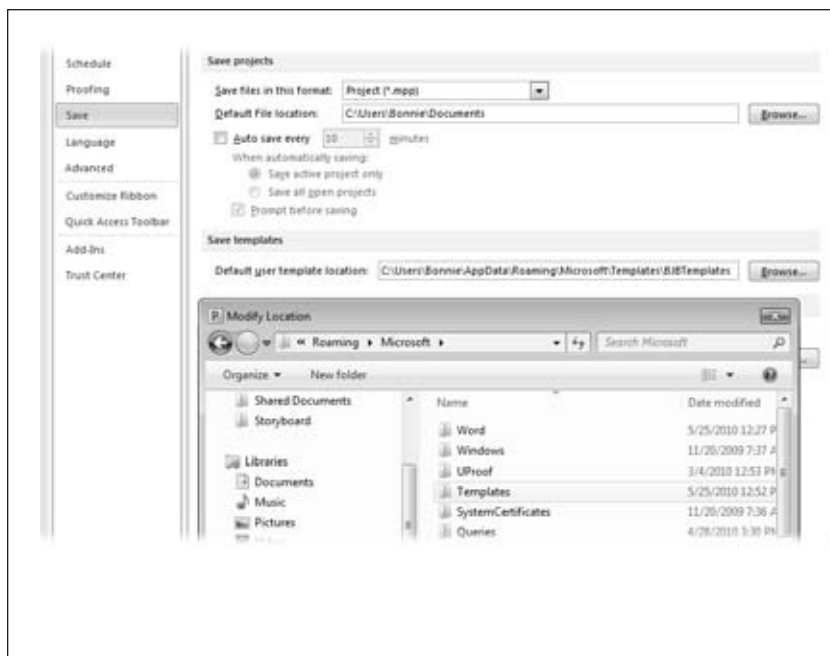 Schedule
Proofing
Save
Language
Advanced
Customize Ribbon
Quick Access Toolbar
Add-Ins
Trust Center
Save projects
Save files in this format: Project (*.mpp)
Default File location: C:\Users\Bonnie\Documents Browse...
Auto save every 10 minutes
When automatically saving:
Save active project only
Save all open projects
Prompt before saving
Save templates
Default user template location: C:\Users\Bonnie\AppData\Roaming\Microsoft\Templates\BJBTemplates Browse...
Modify Location
« Roaming Microsoft Search Microsoft
Organize New folder
Shared Documents
Storyboard
Libraries
Documents
Music
Pictures
Name Date modified
Word 5/25/2010 12:27 P
Windows 11/20/2009 7:37 A
UProof 3/4/2010 12:53 PM
Templates 5/25/2010 12:52 P
SystemCertificates 11/20/2009 7:36 A
Queries 4/28/2010 3:30 PM